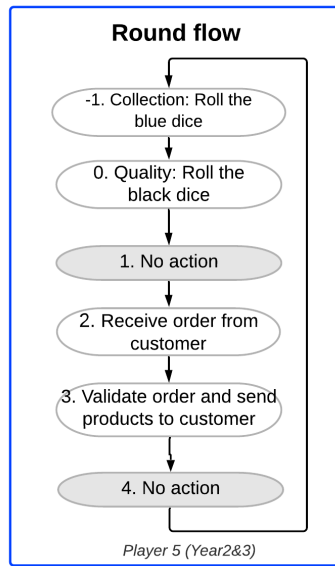 Round flow
-1. Collection: Roll the
blue dice
0. Quality: Roll the
black dice
1. No action
2. Receive order from
customer
3. Validate order and send
products to customer
4. No action
Player 5 (Year2&3)